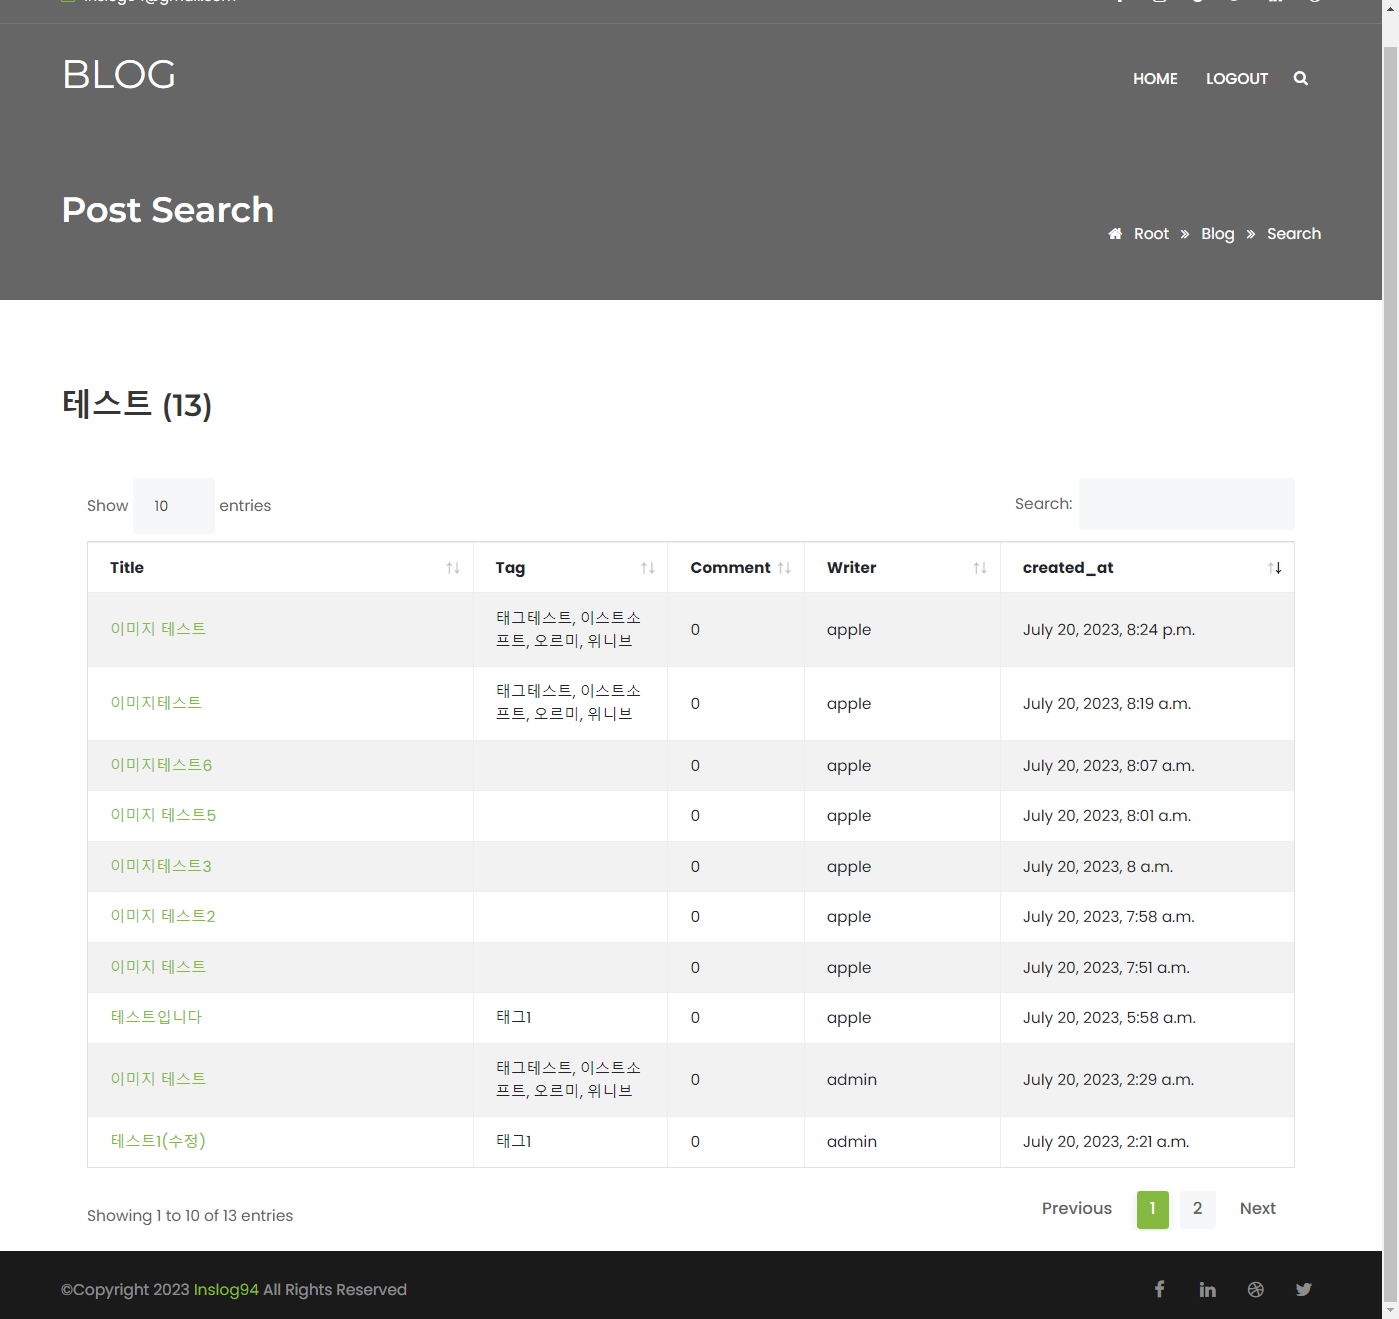 BLOG
HOME LOGOUT
Post Search
Root » Blog » Search
테스트 (13)
Show 10 entries
Search:
Title Tag Comment Writer created_at
이미지 테스트 태그테스트, 이스트소프트, 오르미, 위니브 0 apple July 20, 2023, 8:24 p.m.
이미지테스트 태그테스트, 이스트소프트, 오르미, 위니브 0 apple July 20, 2023, 8:19 a.m.
이미지테스트6 0 apple July 20, 2023, 8:07 a.m.
이미지 테스트5 0 apple July 20, 2023, 8:01 a.m.
이미지테스트3 0 apple July 20, 2023, 8 a.m.
이미지 테스트2 0 apple July 20, 2023, 7:58 a.m.
이미지 테스트 0 apple July 20, 2023, 7:51 a.m.
테스트입니다 태그1 0 apple July 20, 2023, 5:58 a.m.
이미지 테스트 태그테스트, 이스트소프트, 오르미, 위니브 0 admin July 20, 2023, 2:29 a.m.
테스트1(수정) 태그1 0 admin July 20, 2023, 2:21 a.m.
Showing 1 to 10 of 13 entries
Previous 1 2 Next
©Copyright 2023 Inslog94 All Rights Reserved